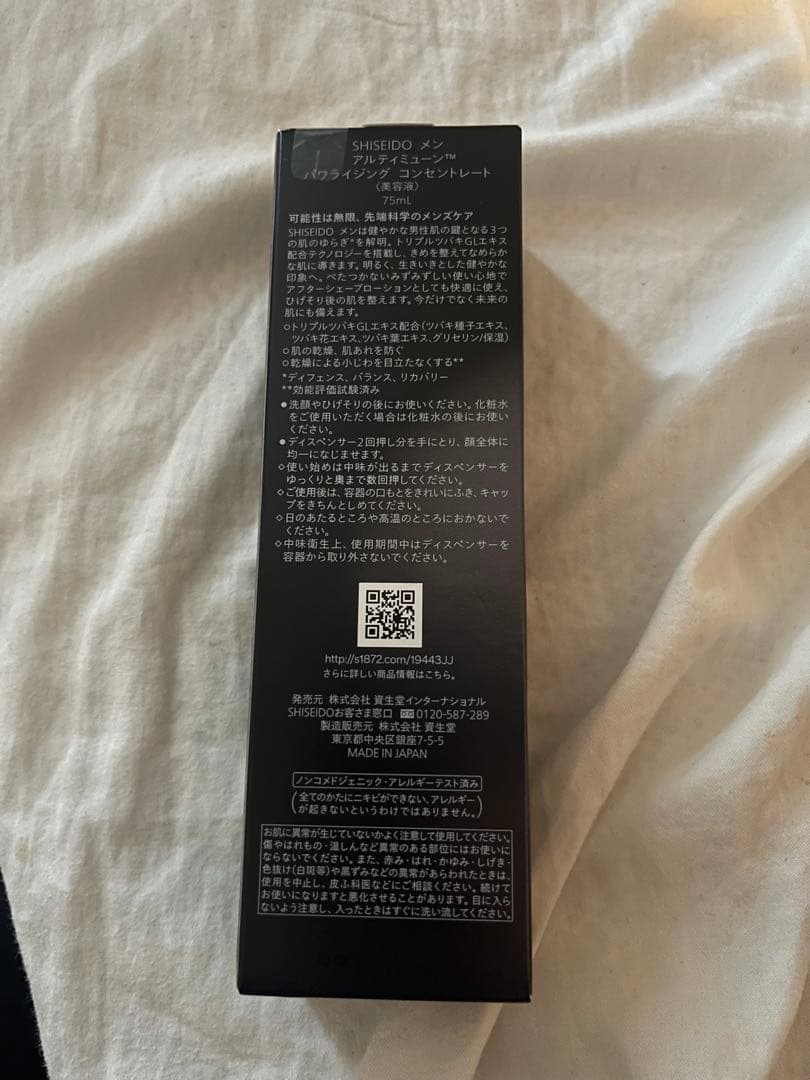 SHISEIDO メン
アルティミューン™
パワライジング コンセントレート
〈美容液〉
75mL
可能性は無限、先端科学のメンズケア
SHISEIDO メンは健やかな男性肌の鍵となる3つ
の肌のゆらぎ*を解明。トリプルツバキGLエキス
配合テクノロジーを搭載し、きめを整えてなめらか
な肌に導きます。明るく、生きいきとした健やかな
印象へ。べたつかないみずみずしい使い心地で
アフターシェーブローションとしても快適に使え、
ひげそり後の肌を整えます。今だけでなく未来の
肌にも備えます。
○トリプルツバキGLエキス配合(ツバキ種子エキス、
ツバキ花エキス、ツバキ葉エキス、グリセリン/保湿)
○肌の乾燥、肌あれを防ぐ
○乾燥による小じわを目立たなくする**
*ディフェンス、バランス、リカバリー
**効能評価試験済み
●洗顔やひげそりの後にお使いください。化粧水
をご使用いただく場合は化粧水の後にお使い
ください。
●ディスペンサー2回押し分を手にとり、顔全体に
均一になじませます。
◇使い始めは中味が出るまでディスペンサーを
ゆっくりと奥まで数回押してください。
◇ご使用後は、容器の口もとをきれいにふき、キャッ
プをきちんとしめてください。
◇日のあたるところや高温のところにおかないで
ください。
◇中味衛生上、使用期間中はディスペンサーを
容器から取り外さないでください。
http://s1872.com/19443JJ
さらに詳しい商品情報はこちら。
発売元 株式会社 資生堂インターナショナル
SHISEIDOお客さま窓口 0120-587-289
製造販売元 株式会社 資生堂
東京都中央区銀座7-5-5
MADE IN JAPAN
ノンコメドジェニック・アレルギーテスト済み
(全てのかたにニキビができない、アレルギー
が起きないというわけではありません。)
お肌に異常が生じていないかよく注意して使用してください。
傷やはれもの・湿しんなど異常のある部位にはお使いに
ならないでください。また、赤み・はれ・かゆみ・しげき・
色抜け(白斑等)や黒ずみなどの異常があらわれたときは、
使用を中止し、皮ふ科医などにご相談ください。続けて
お使いになりますと悪化させることがあります。目に入ら
ないよう注意し、入ったときはすぐに洗い流してください。